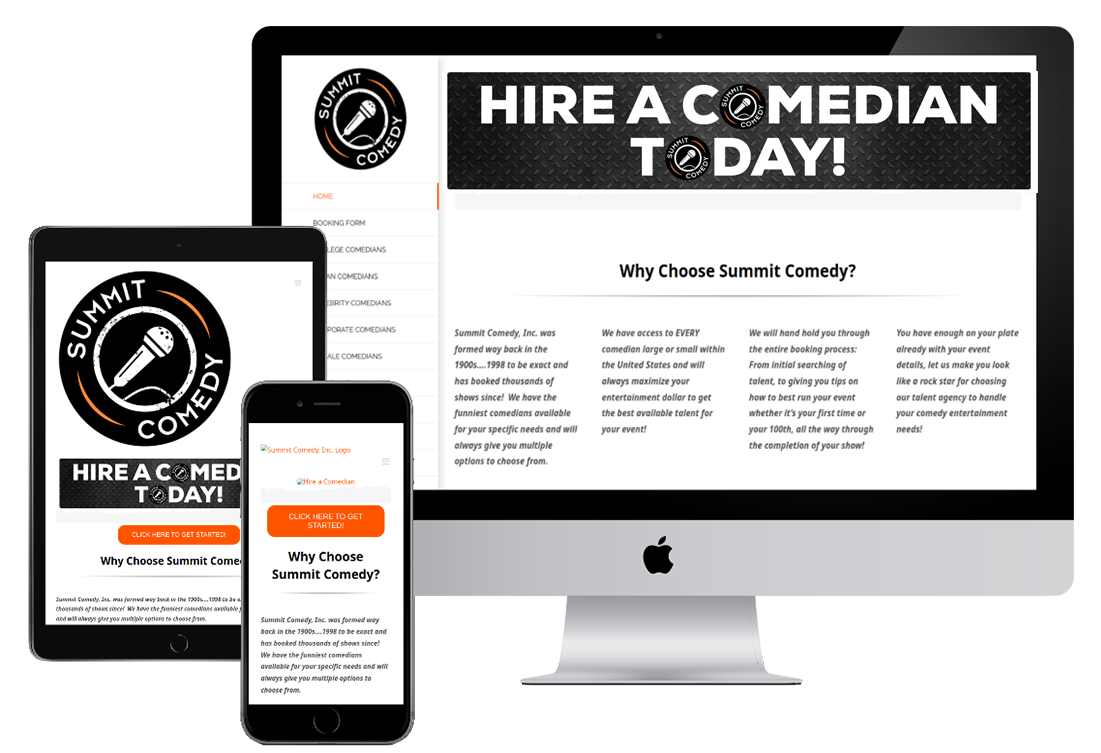 SUMMIT
COMEDY
HIRE A COMEDIAN
SUMMIT
COMEDY
TODAY!
SUMMIT
COMEDY
HOME
BOOKING FORM
LLEGE COMEDIANS
AN COMEDIANS
EBRITY COMEDIANS
PORATE COMEDIANS
ALE COMEDIANS
Why Choose Summit Comedy?
Summit Comedy, Inc. was
formed way back in the
1900s....1998 to be exact and
has booked thousands of
shows since! We have the
funniest comedians available
for your specific needs and will
always give you multiple
options to choose from.
We have access to EVERY
comedian large or small within
the United States and will
always maximize your
entertainment dollar to get
the best available talent for
your event!
We will hand hold you through
the entire booking process:
From initial searching of
talent, to giving you tips on
how to best run your event
whether it's your first time or
your 100th, all the way through
the completion of your show!
You have enough on your plate
already with your event
details, let us make you look
like a rock star for choosing
our talent agency to handle
your comedy entertainment
needs!
SUMMIT
COMEDY
HIRE A COMED
TODAY!
CLICK HERE TO GET STARTED!
Why Choose Summit Come
Summit Comedy, Inc. was formed way back in the 1900s....1998 to be e
thousands of shows since! We have the funniest comedians available f
and will always give you multiple options to choose from.
Summit Comedy, Inc. Logo
Hire a Comedian
CLICK HERE TO GET
STARTED!
Why Choose
Summit Comedy?
Summit Comedy, Inc. was formed way
back in the 1900s....1998 to be exact and
has booked thousands of shows since!
We have the funniest comedians
available for your specific needs and will
always give you multiple options to
choose from.